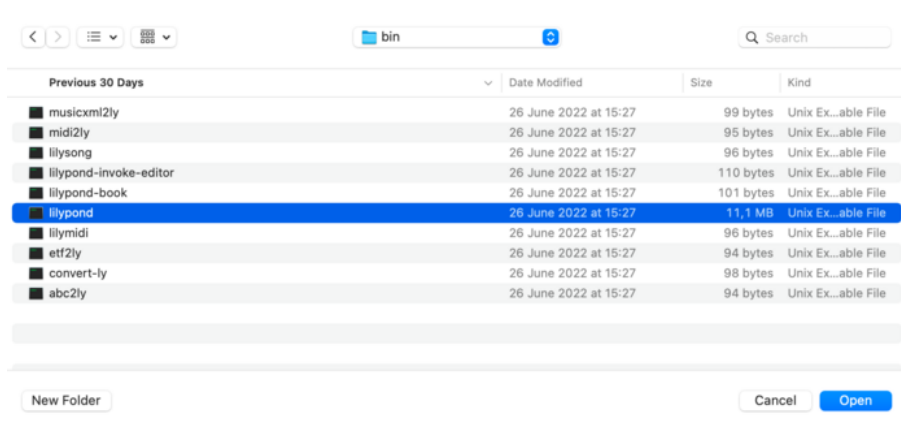 bin Search
Previous 30 Days Date Modified Size Kind
musicxml2ly 26 June 2022 at 15:27 99 bytes Unix Ex...able File
midi2ly 26 June 2022 at 15:27 95 bytes Unix Ex...able File
lilysong 26 June 2022 at 15:27 96 bytes Unix Ex...able File
lilypond-invoke-editor 26 June 2022 at 15:27 110 bytes Unix Ex...able File
lilypond-book 26 June 2022 at 15:27 101 bytes Unix Ex...able File
lilypond 26 June 2022 at 15:27 11,1 MB Unix Ex...able File
lilymidi 26 June 2022 at 15:27 96 bytes Unix Ex...able File
etf2ly 26 June 2022 at 15:27 94 bytes Unix Ex...able File
convert-ly 26 June 2022 at 15:27 98 bytes Unix Ex...able File
abc2ly 26 June 2022 at 15:27 94 bytes Unix Ex...able File
New Folder Cancel Open